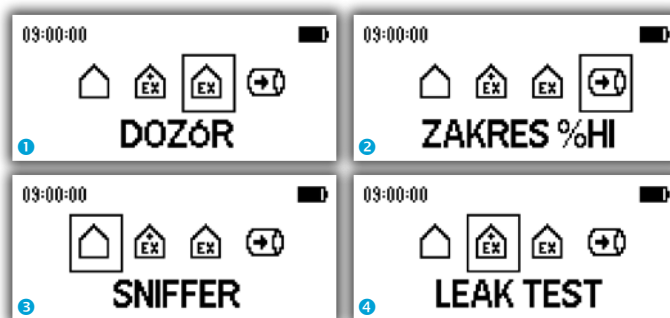 09:00:00
EX EX
DOZÓR
1
09:00:00
EX EX
ZAKRES %HI
2
09:00:00
EX EX
SNIFFER
3
09:00:00
EX EX
LEAK TEST
4